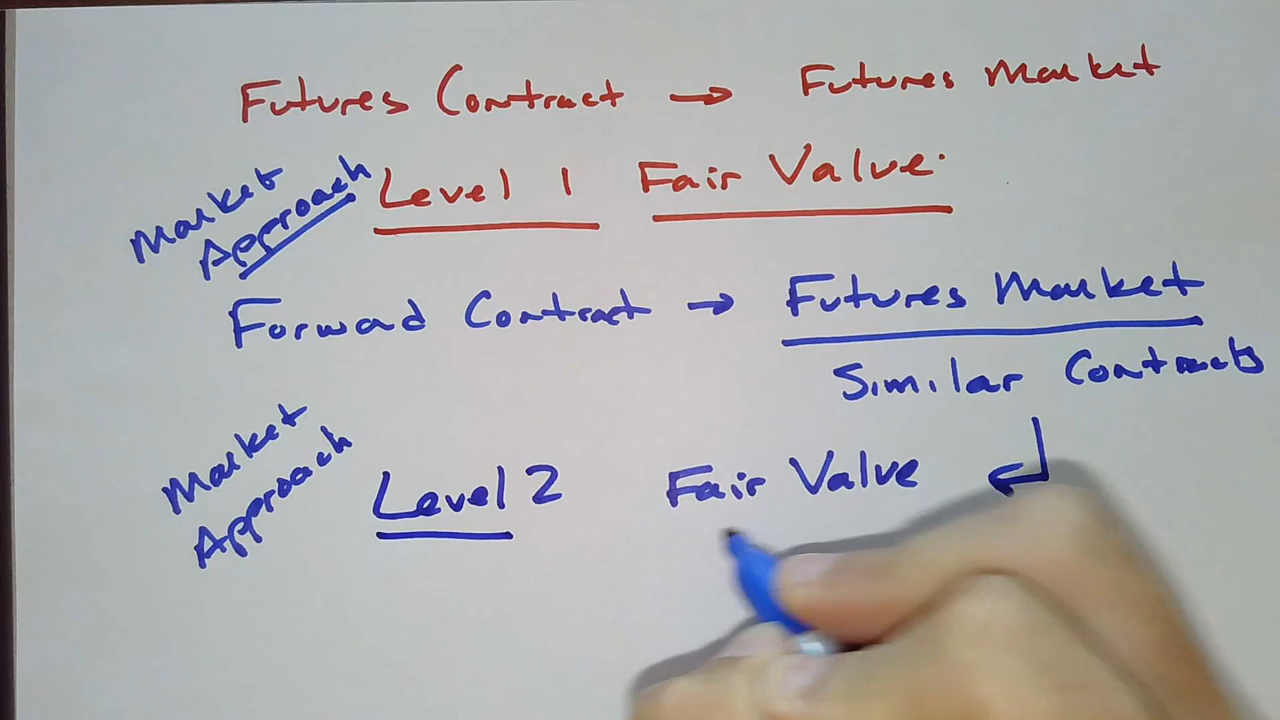 Futures Contract → Futures Market
Market
Approach
Level 1 Fair Value.
Forwad Contract → Futures Market
Similar Contracts
Market
Approach
Level 2 Fair Value